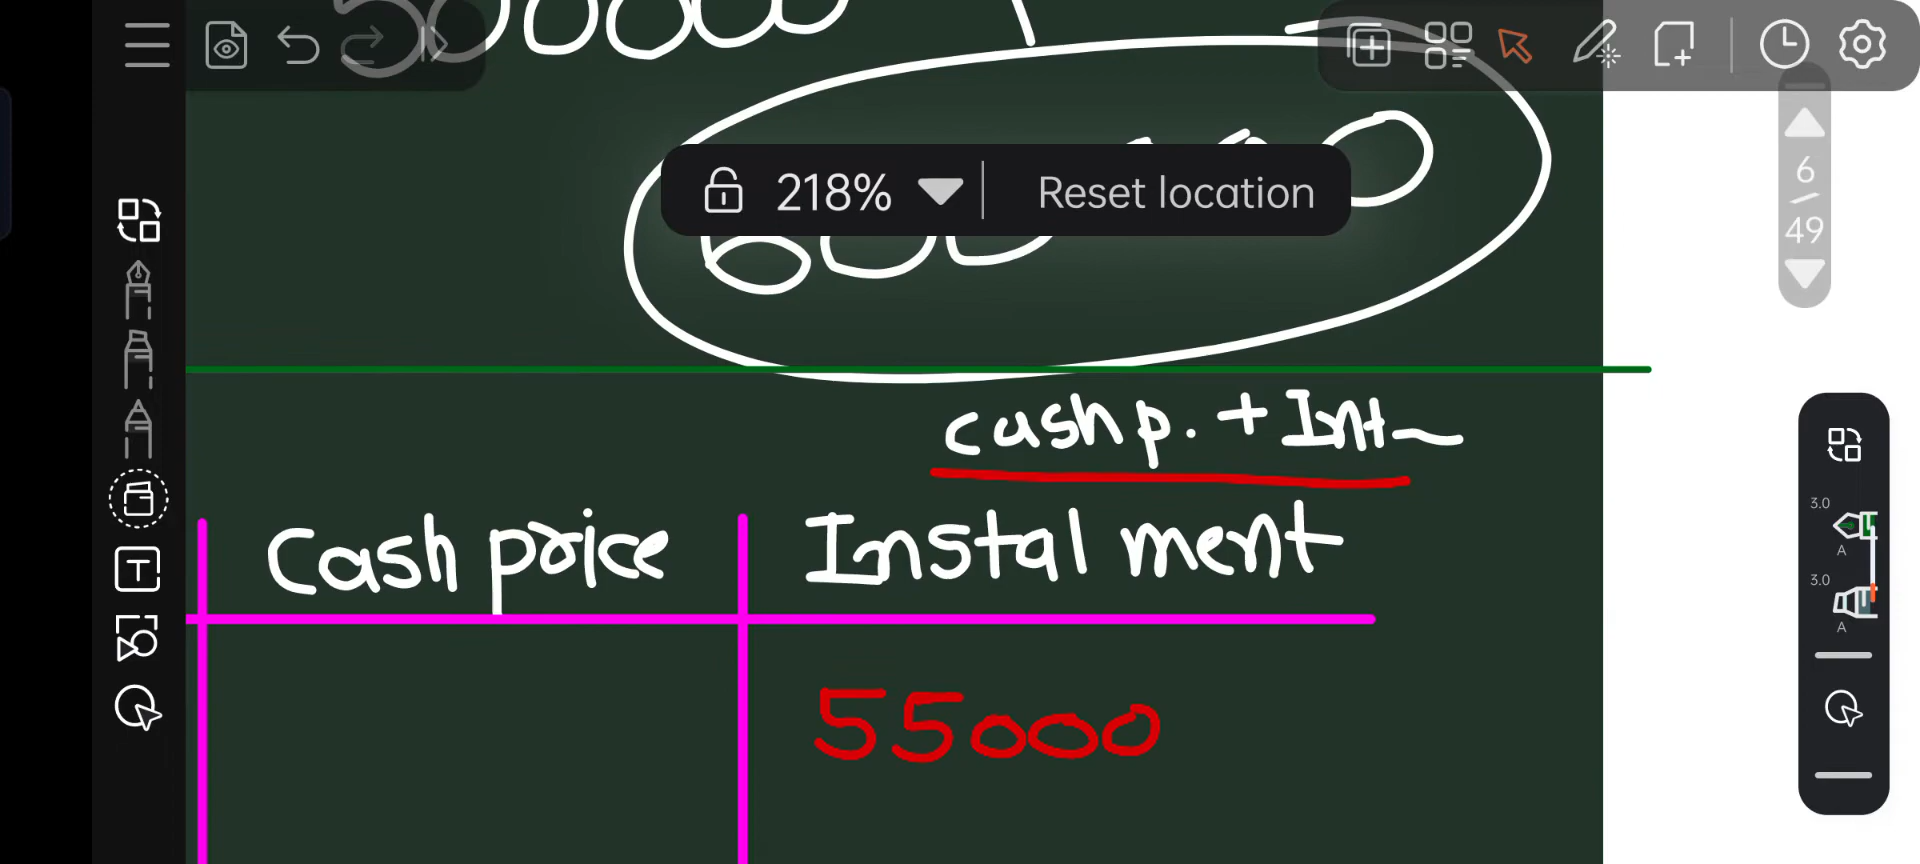 218% Reset location
6
49
cash p. + Int
Cash price Instalment
55000
3.0
A
3.0
A
T